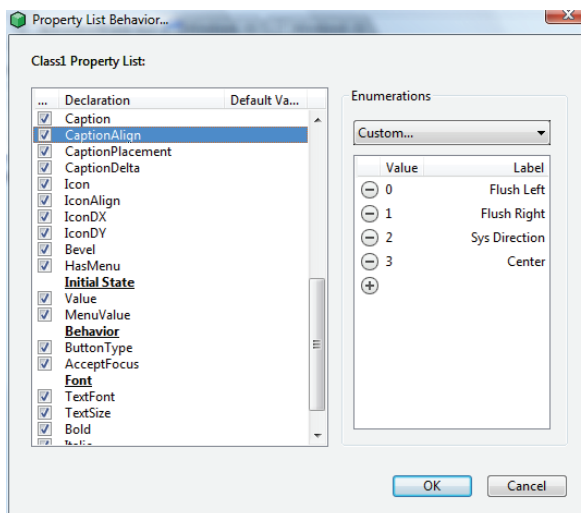 Property List Behavior...
Class1 Property List:
... Declaration Default Va...
Caption
CaptionAlign
CaptionPlacement
CaptionDelta
Icon
IconAlign
IconDX
IconDY
Bevel
HasMenu
Initial State
Value
MenuValue
Behavior
ButtonType
AcceptFocus
Font
TextFont
TextSize
Bold
Enumerations
Custom...
Value Label
0 Flush Left
1 Flush Right
2 Sys Direction
3 Center
OK Cancel